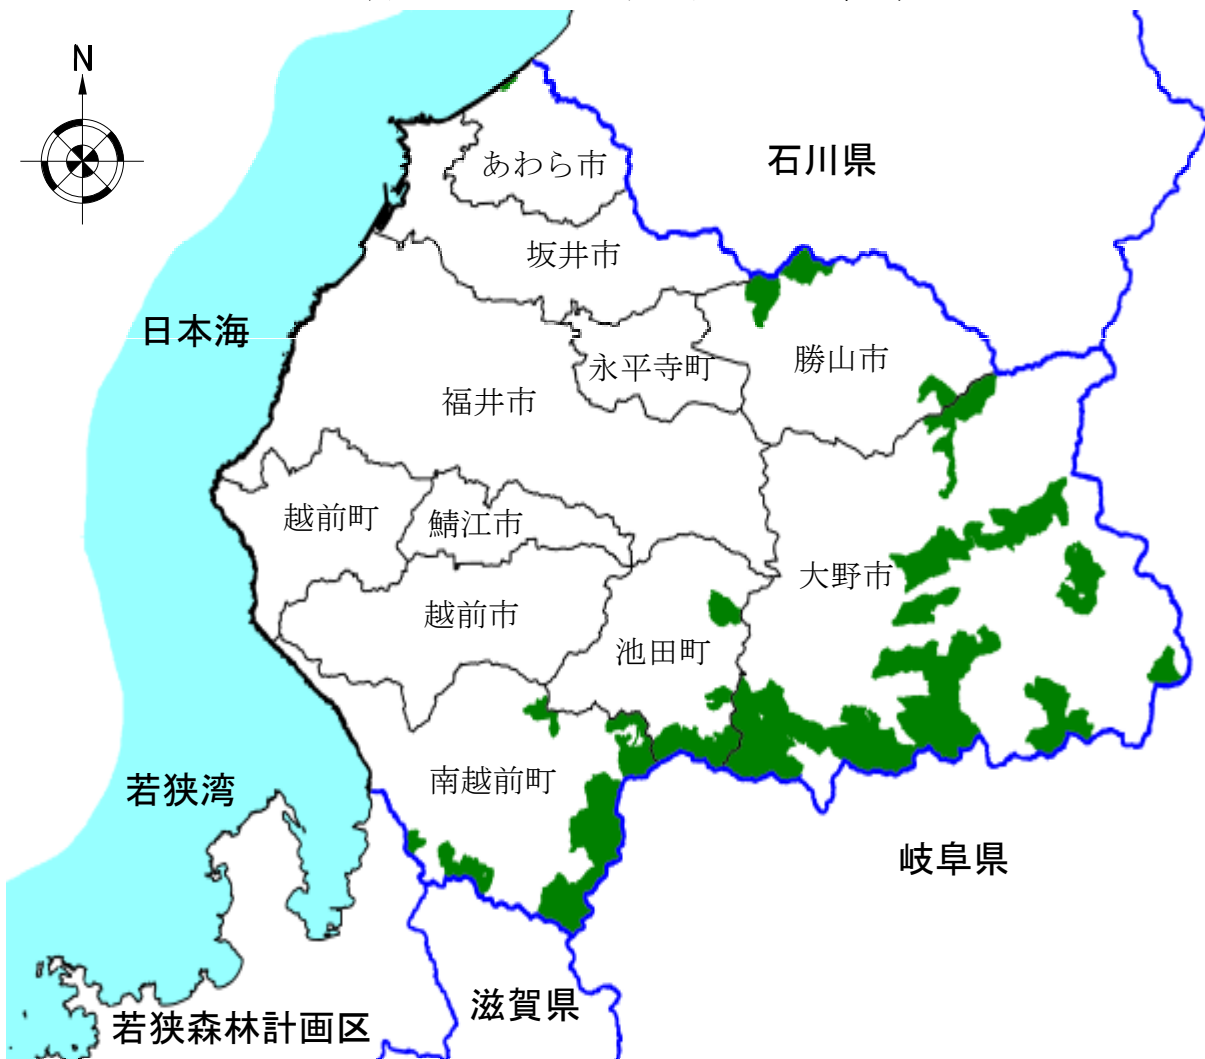 N
あわら市
石川県
坂井市
日本海
勝山市
永平寺町
福井市
越前町
鯖江市
大野市
越前市
池田町
南越前町
若狭湾
岐阜県
滋賀県
若狭森林計画区